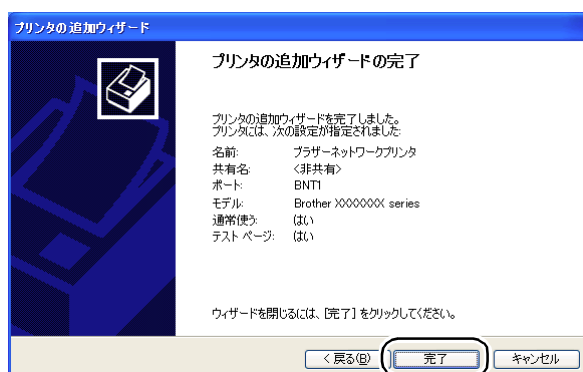 プリンタの追加ウィザード
プリンタの追加ウィザードの完了
プリンタの追加ウィザードを完了しました。
プリンタには、次の設定が指定されました:
名前: ブラザーネットワークプリンタ
共有名: <非共有>
ポート: BNT1
モデル: Brother XXXXXXX series
通常使う: はい
テスト ページ: はい
ウィザードを閉じるには、[完了] をクリックしてください。
< 戻る(B) 完了 キャンセル